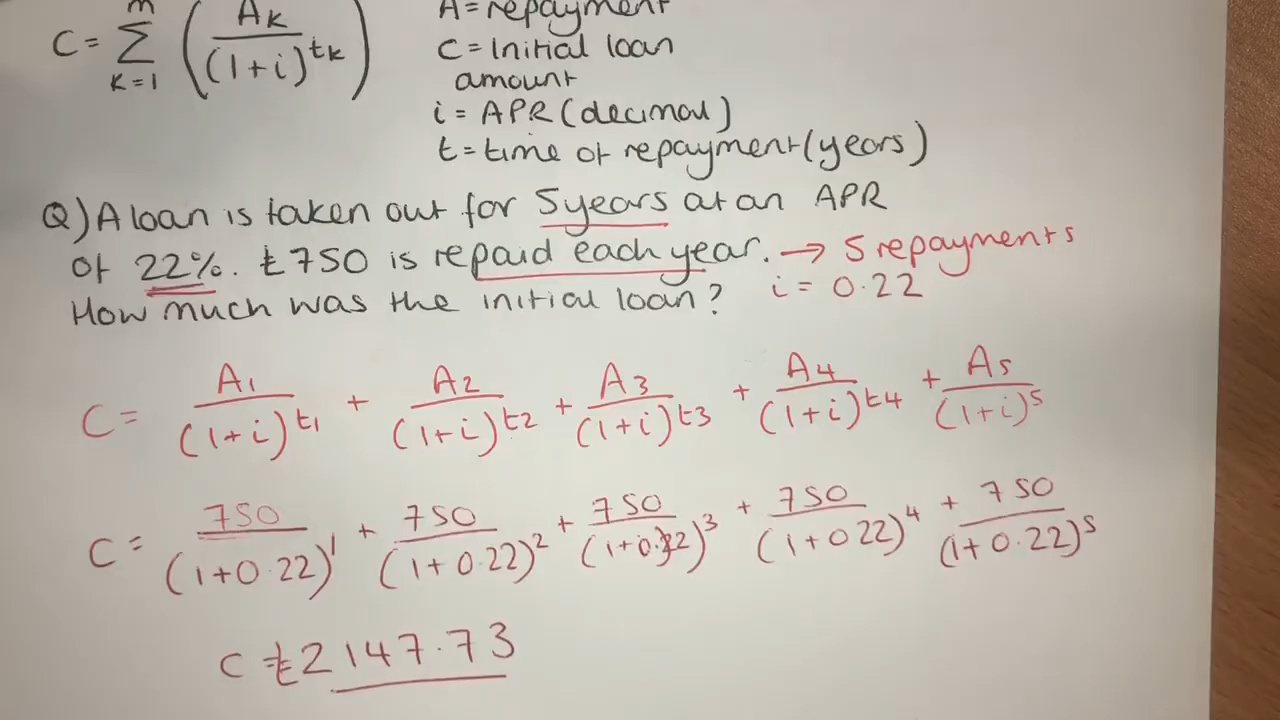 C = m Σ k=1 ( Ak / (1+i)^tk )
A = repayment
C = Initial loan
amount
i = APR (decimal)
t = time of repayment (years)
Q) A loan is taken out for 5 years at an APR
of 22%. £750 is repaid each year. → 5 repayments
How much was the initial loan? i = 0.22
C = A1 / (1+i)^t1 + A2 / (1+i)^t2 + A3 / (1+i)^t3 + A4 / (1+i)^t4 + A5 / (1+i)^5
C = 750 / (1+0.22)^1 + 750 / (1+0.22)^2 + 750 / (1+0.22)^3 + 750 / (1+0.22)^4 + 750 / (1+0.22)^5
C = £2147.73